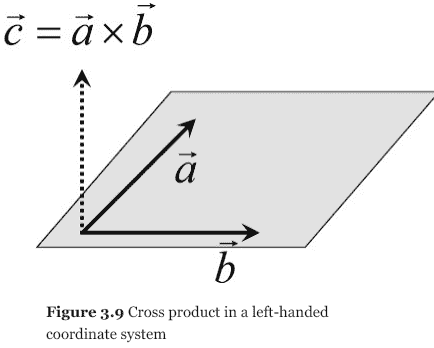 c⃗ = a⃗ × b⃗
a⃗
b⃗
Figure 3.9 Cross product in a left-handed
coordinate system